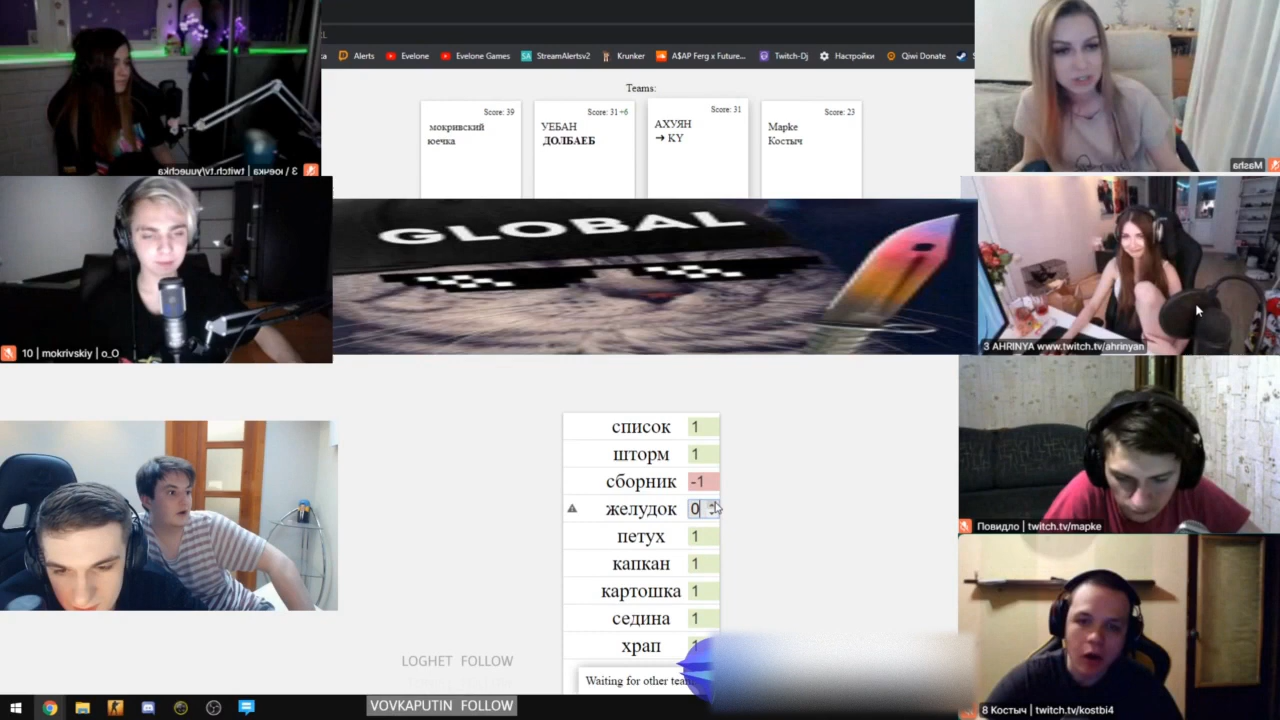 Alerts
Evelone
Evelone Games
StreamAlertsv2
Krunker
A$AP Ferg x Future...
Twitch-Dj
Настройки
Qiwi Donate
Teams:
Score: 39
мокривский
юечка
Score: 31 +6
УЕБАН
ДОЛБАЕБ
Score: 31
АХУЯН
➔ KY
Score: 23
Марке
Костыч
3 \ юечка | twitch.tv/yuuechka
Masha
GLOBAL
10 | mokrivskiy | o_O
3 AHRINYA www.twitch.tv/ahrinyan
список 1
шторм 1
сборник -1
желудок 0
петух 1
капкан 1
картошка 1
седина 1
храп 1
Waiting for other
Повидло | twitch.tv/mapke
LOGHET FOLLOW
VOVKAPUTIN FOLLOW
8 Костыч | twitch.tv/kostbi4